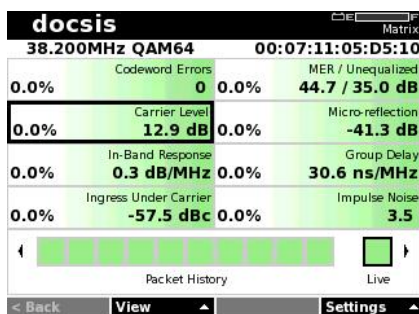 docsis
E F
Matrix
38.200MHz QAM64 00:07:11:05:D5:10
Codeword Errors MER / Unequalized
0.0% 0 0.0% 44.7 / 35.0 dB
Carrier Level Micro-reflection
0.0% 12.9 dB 0.0% -41.3 dB
In-Band Response Group Delay
0.0% 0.3 dB/MHz 0.0% 30.6 ns/MHz
Ingress Under Carrier Impulse Noise
0.0% -57.5 dBc 0.0% 3.5
Packet History Live
< Back View Settings